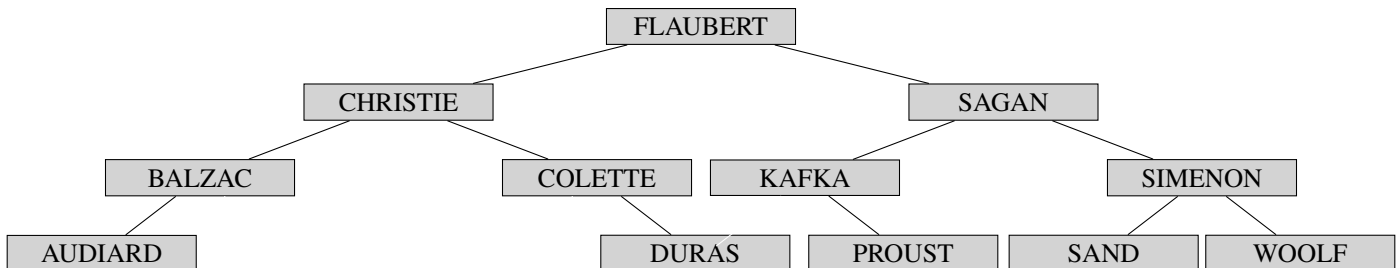 FLAUBERT
CHRISTIE SAGAN
BALZAC COLETTE KAFKA SIMENON
AUDIARD DURAS PROUST SAND WOOLF